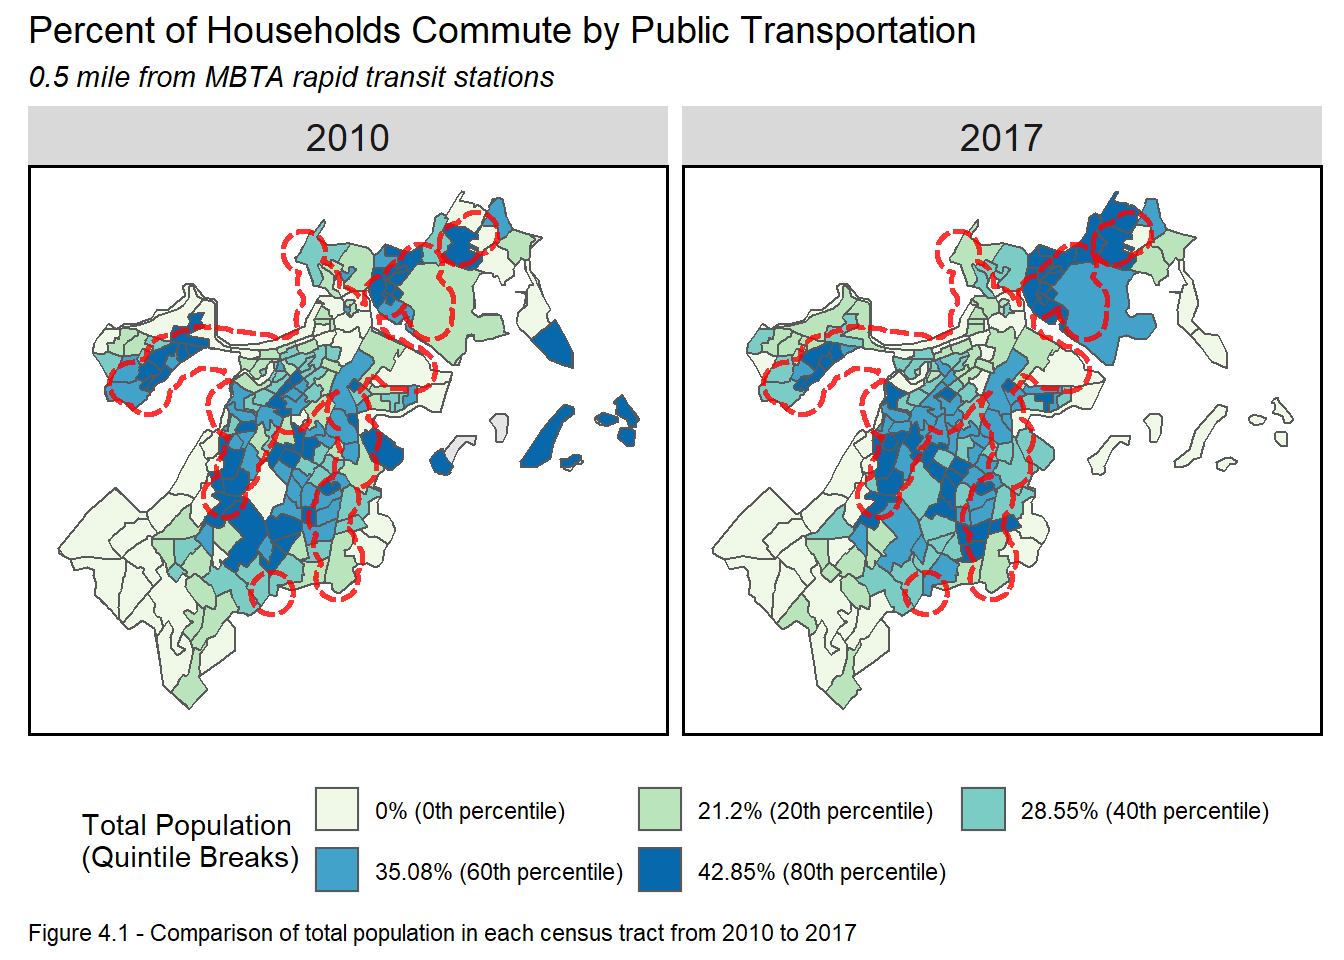 Percent of Households Commute by Public Transportation
0.5 mile from MBTA rapid transit stations
2010
2017
Total Population
(Quintile Breaks)
0% (0th percentile)
21.2% (20th percentile)
28.55% (40th percentile)
35.08% (60th percentile)
42.85% (80th percentile)
Figure 4.1 - Comparison of total population in each census tract from 2010 to 2017